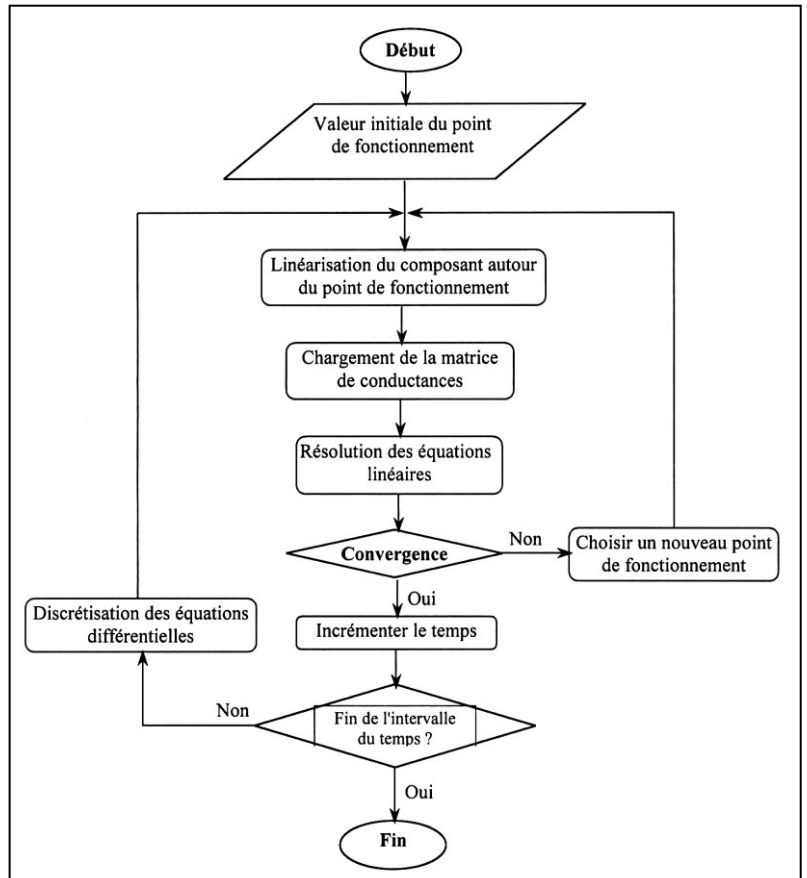 Début
Valeur initiale du point
de fonctionnement
Linéarisation du composant autour
du point de fonctionnement
Chargement de la matrice
de conductances
Résolution des équations
linéaires
Convergence
Non
Choisir un nouveau point
de fonctionnement
Oui
Incrémenter le temps
Discrétisation des équations
différentielles
Non
Fin de l'intervalle
du temps ?
Oui
Fin